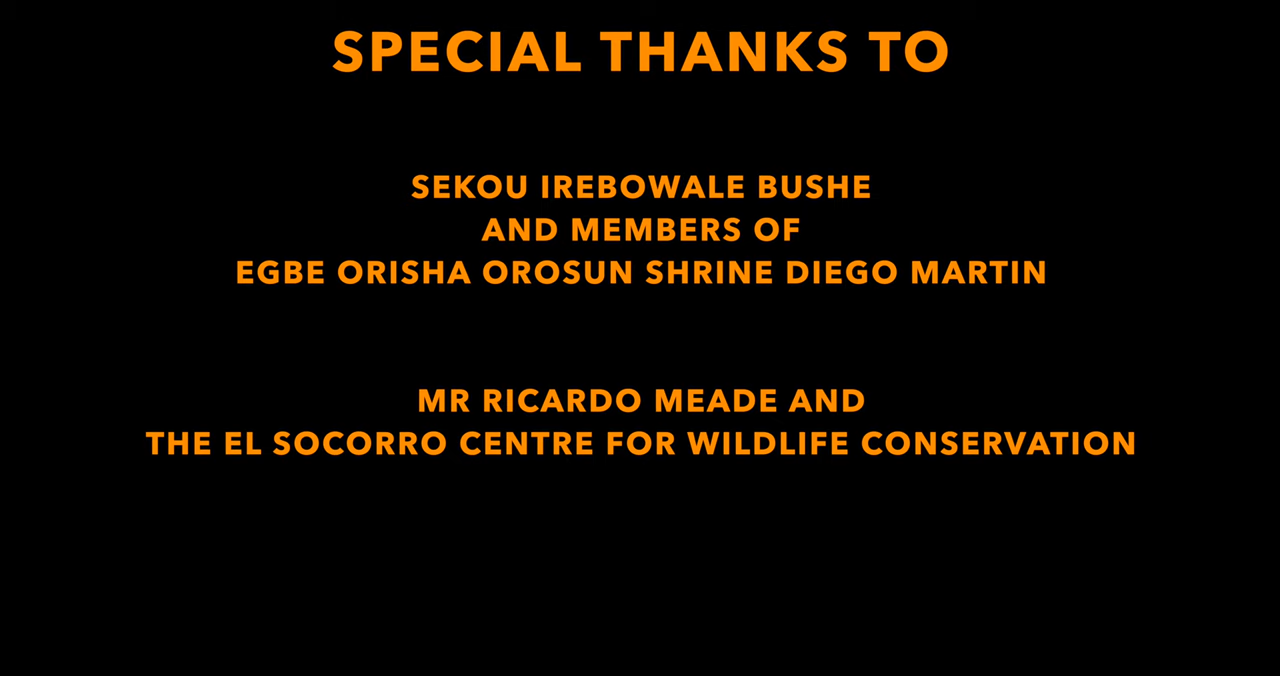 SPECIAL THANKS TO
SEKOU IREBOWALE BUSHE
AND MEMBERS OF
EGBE ORISHA OROSUN SHRINE DIEGO MARTIN
MR RICARDO MEADE AND
THE EL SOCORRO CENTRE FOR WILDLIFE CONSERVATION